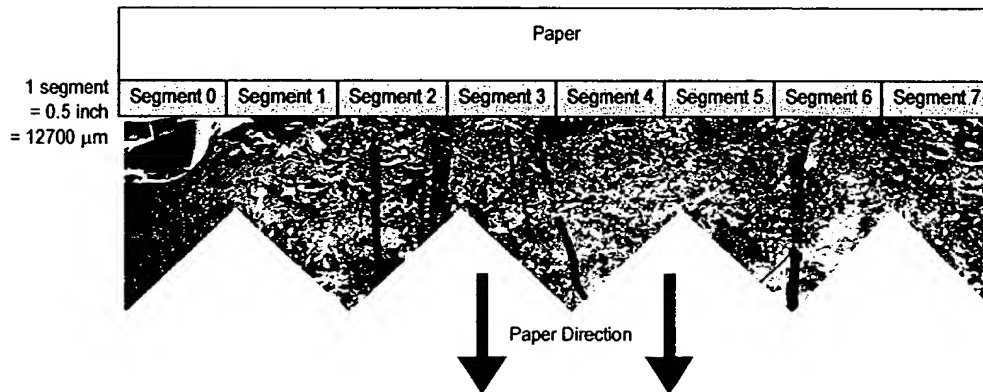 Paper
1 segment
= 0.5 inch
= 12700 µm
Segment 0 Segment 1 Segment 2 Segment 3 Segment 4 Segment 5 Segment 6 Segment 7
Paper Direction